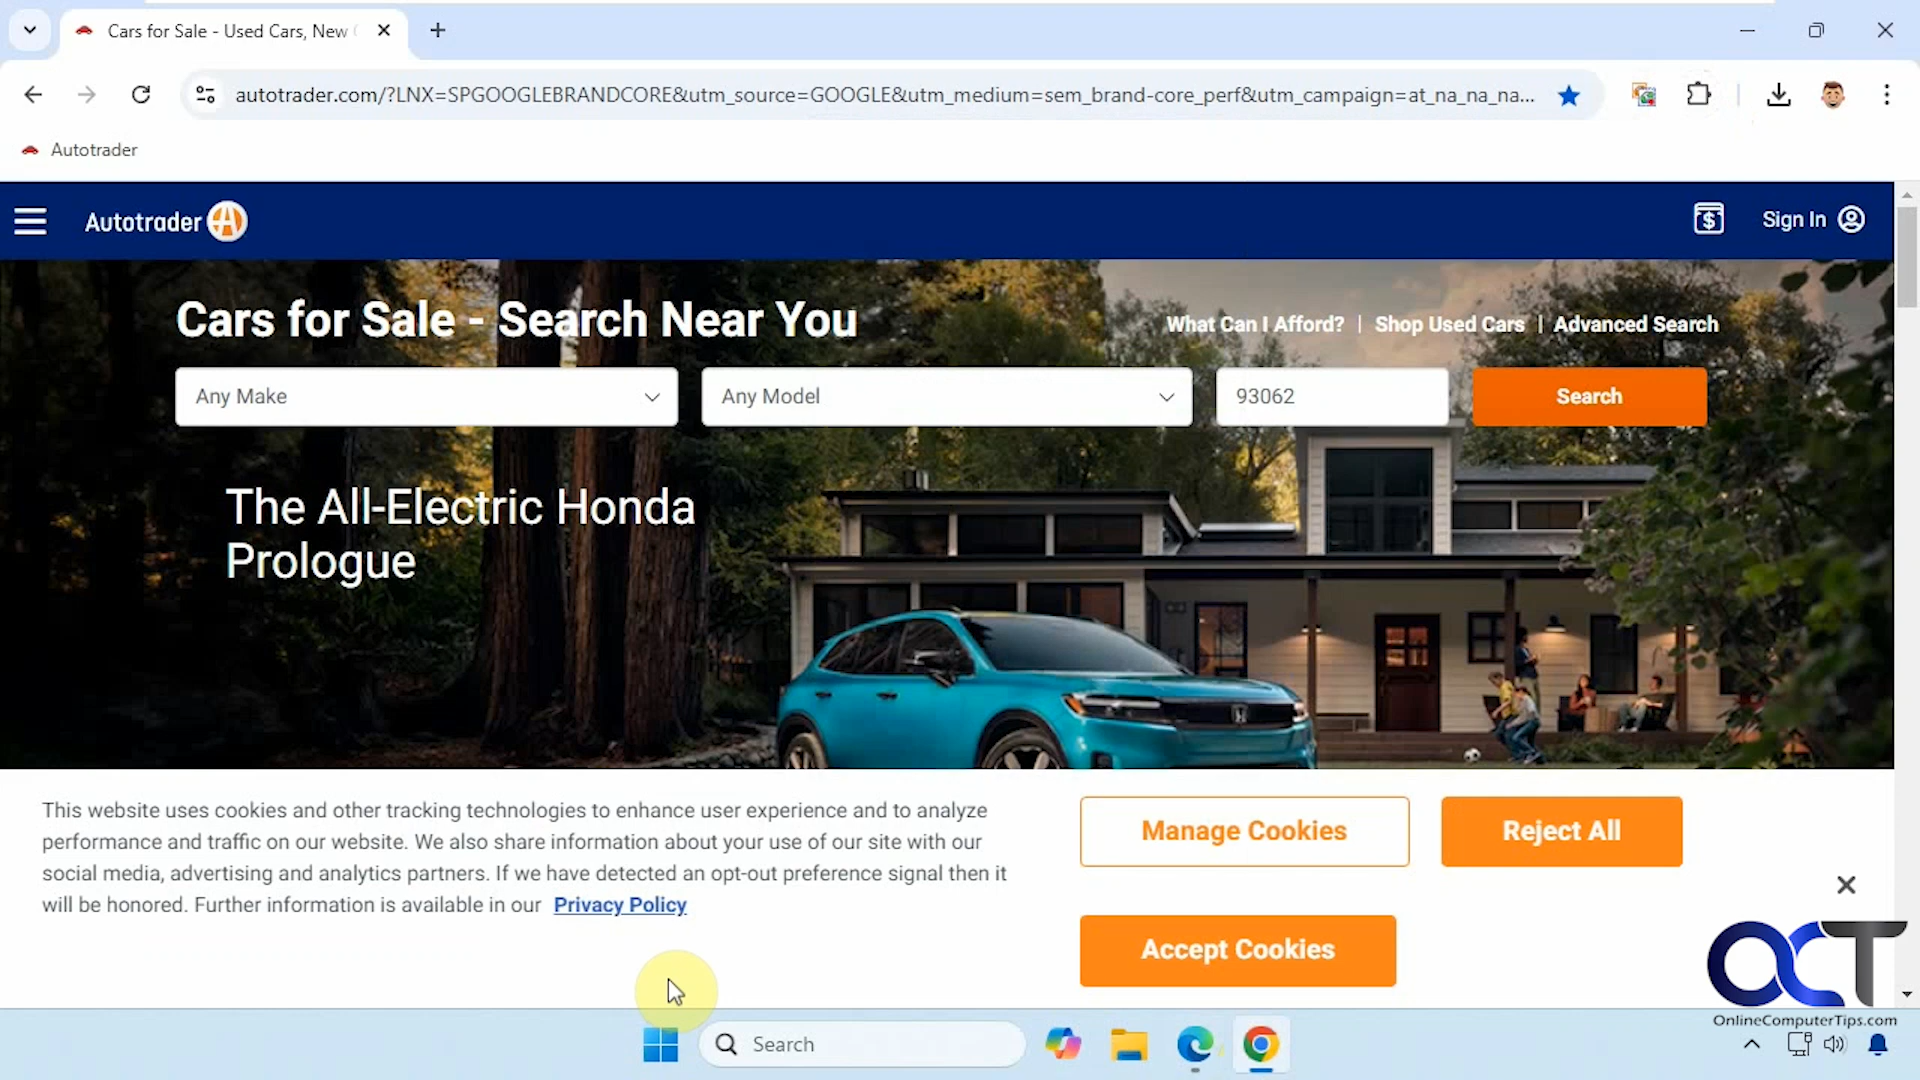 Cars for Sale - Used Cars, New
autotrader.com/?LNX=SPGOOGLEBRANDCORE&utm_source=GOOGLE&utm_medium=sem_brand-core_perf&utm_campaign=at_na_na_na...
Autotrader
Autotrader
Sign In
Cars for Sale - Search Near You
What Can I Afford? | Shop Used Cars | Advanced Search
Any Make
Any Model
93062
Search
The All-Electric Honda
Prologue
This website uses cookies and other tracking technologies to enhance user experience and to analyze
performance and traffic on our website. We also share information about your use of our site with our
social media, advertising and analytics partners. If we have detected an opt-out preference signal then it
will be honored. Further information is available in our Privacy Policy
Manage Cookies
Reject All
Accept Cookies
OCT
OnlineComputerTips.com
Search